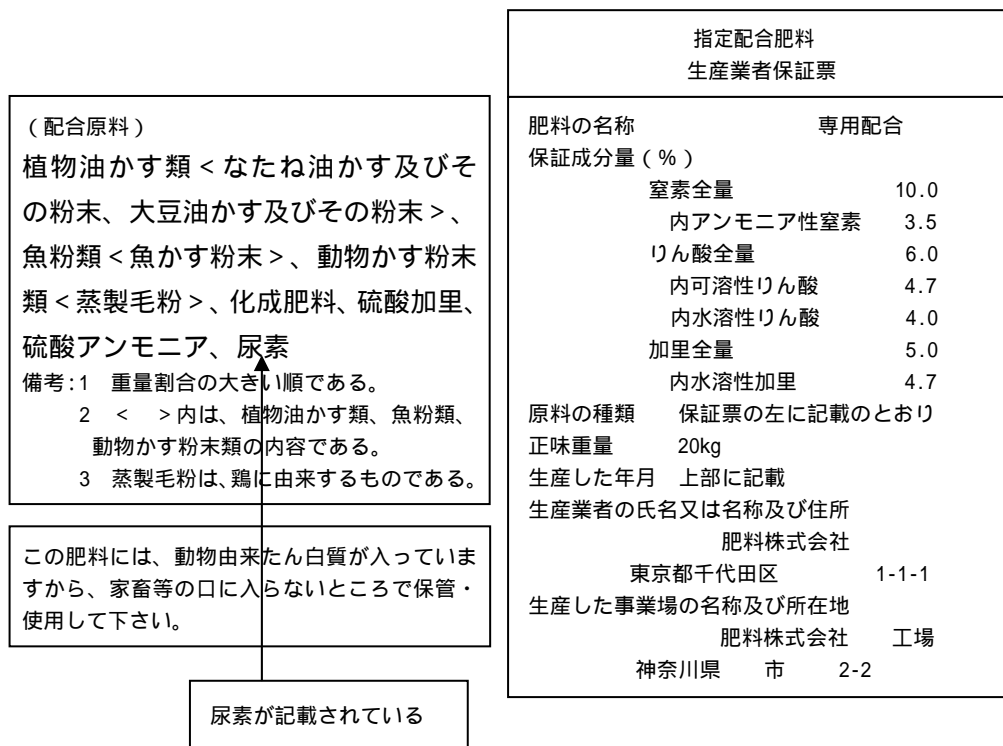 (配合原料)
植物油かす類<なたね油かす及びそ
の粉末、大豆油かす及びその粉末>、
魚粉類<魚かす粉末>、動物かす粉末
類<蒸製毛粉>、化成肥料、硫酸加里、
硫酸アンモニア、尿素
備考:1 重量割合の大きい順である。
2 < >内は、植物油かす類、魚粉類、
動物かす粉末類の内容である。
3 蒸製毛粉は、鶏に由来するものである。
この肥料には、動物由来たん白質が入っていま
すから、家畜等の口に入らないところで保管・
使用して下さい。
尿素が記載されている
指定配合肥料
生産業者保証票
肥料の名称 専用配合
保証成分量(%)
窒素全量 10.0
内アンモニア性窒素 3.5
りん酸全量 6.0
内可溶性りん酸 4.7
内水溶性りん酸 4.0
加里全量 5.0
内水溶性加里 4.7
原料の種類 保証票の左に記載のとおり
正味重量 20kg
生産した年月 上部に記載
生産業者の氏名又は名称及び住所
肥料株式会社
東京都千代田区 1-1-1
生産した事業場の名称及び所在地
肥料株式会社 工場
神奈川県 市 2-2